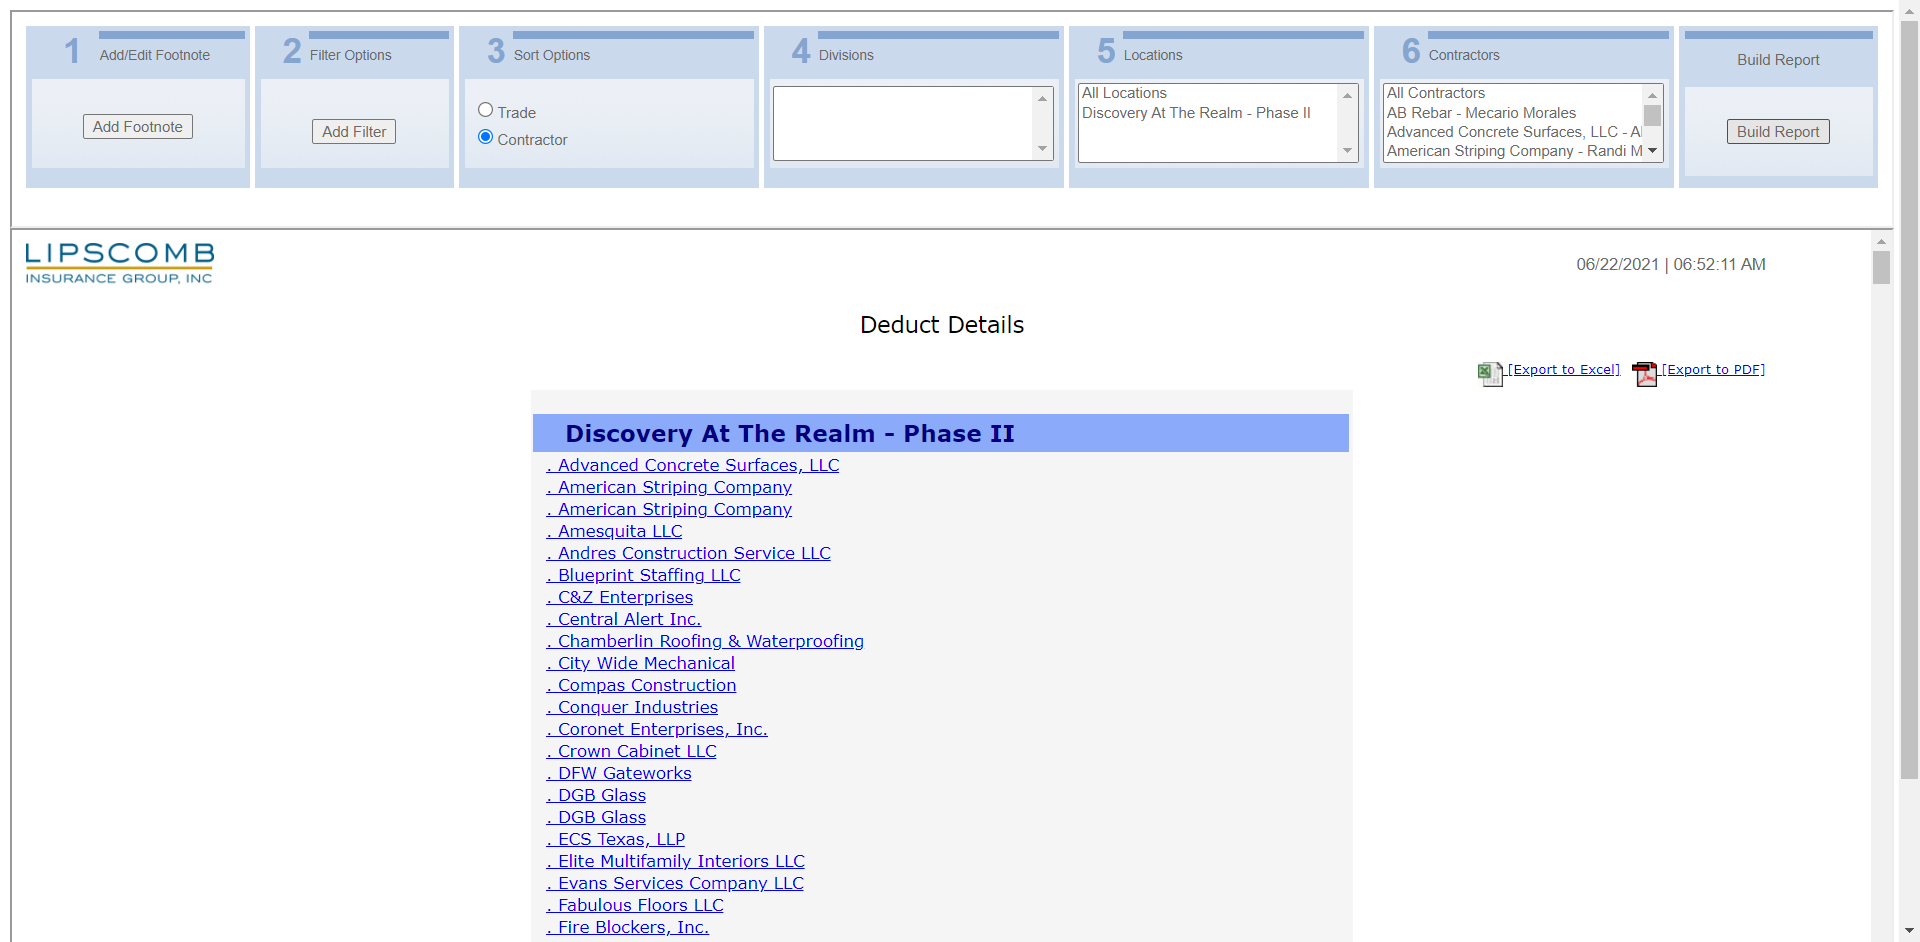 1 Add/Edit Footnote
Add Footnote
2 Filter Options
Add Filter
3 Sort Options
Trade
Contractor
4 Divisions
5 Locations
All Locations
Discovery At The Realm - Phase II
6 Contractors
All Contractors
AB Rebar - Mecario Morales
Advanced Concrete Surfaces, LLC - A
American Striping Company - Randi M
Build Report
Build Report
LIPSCOMB
INSURANCE GROUP, INC
06/22/2021 | 06:52:11 AM
Deduct Details
[Export to Excel] [Export to PDF]
Discovery At The Realm - Phase II
. Advanced Concrete Surfaces, LLC
. American Striping Company
. American Striping Company
. Amesquita LLC
. Andres Construction Service LLC
. Blueprint Staffing LLC
. C&Z Enterprises
. Central Alert Inc.
. Chamberlin Roofing & Waterproofing
. City Wide Mechanical
. Compas Construction
. Conquer Industries
. Coronet Enterprises, Inc.
. Crown Cabinet LLC
. DFW Gateworks
. DGB Glass
. DGB Glass
. ECS Texas, LLP
. Elite Multifamily Interiors LLC
. Evans Services Company LLC
. Fabulous Floors LLC
. Fire Blockers, Inc.